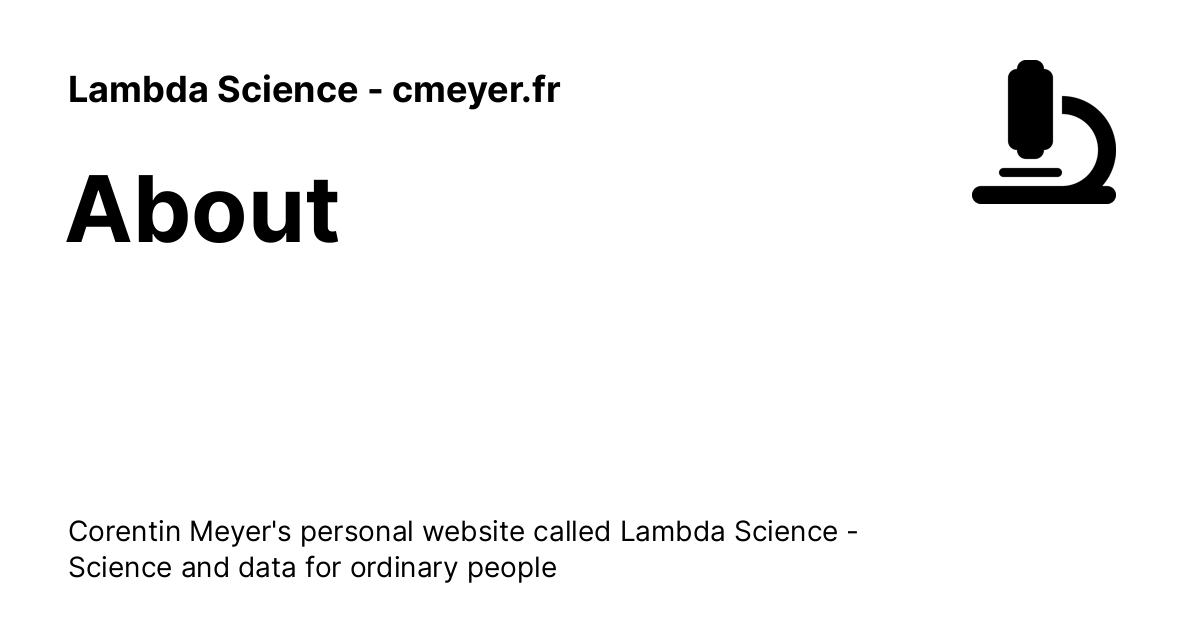 Lambda Science - cmeyer.fr
About
Corentin Meyer's personal website called Lambda Science -
Science and data for ordinary people